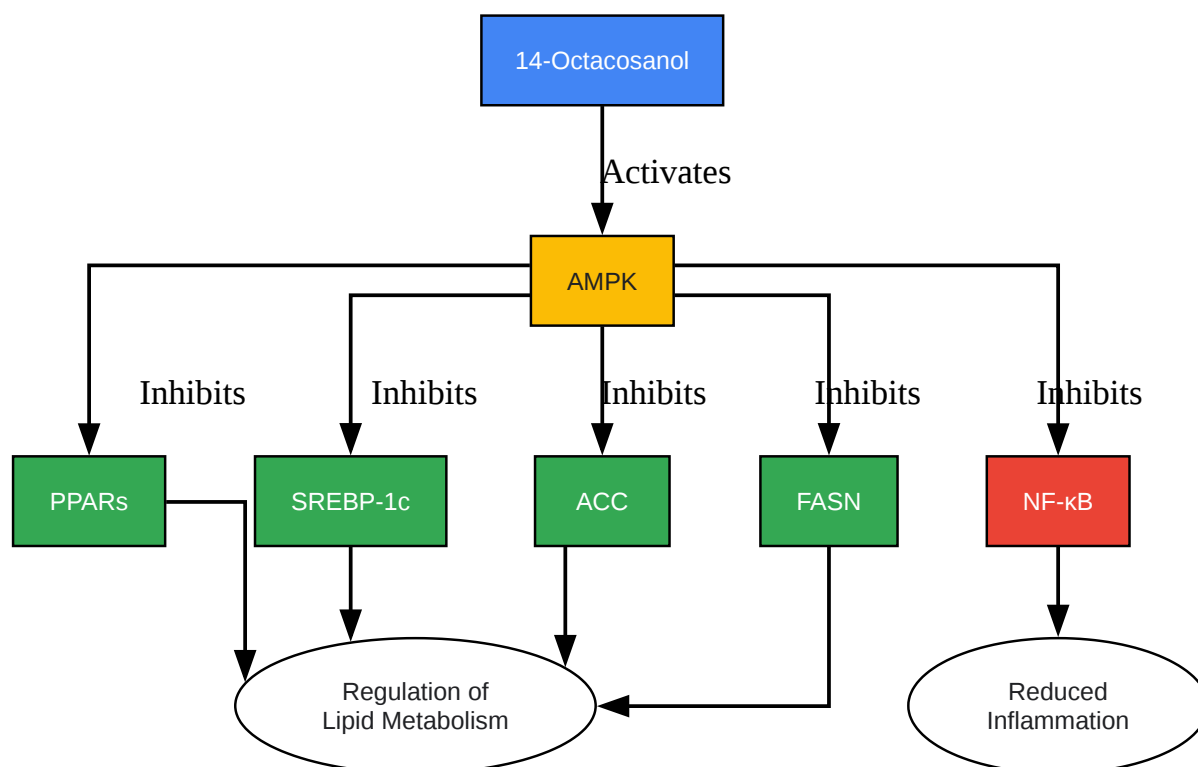 14-Octacosanol
Activates
AMPK
Inhibits
Inhibits
Inhibits
Inhibits
Inhibits
PPARs
SREBP-1c
ACC
FASN
NF-κB
Regulation of
Lipid Metabolism
Reduced
Inflammation